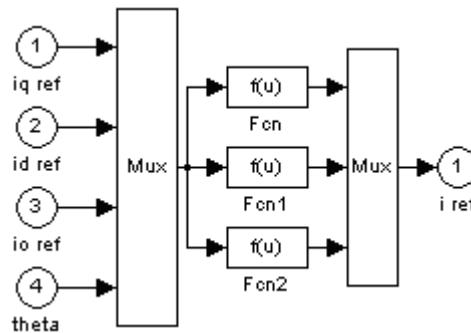 1
iq ref
2
id ref
3
io ref
4
theta
Mux
f(u)
Fcn
f(u)
Fcn1
f(u)
Fcn2
Mux
1
i ref